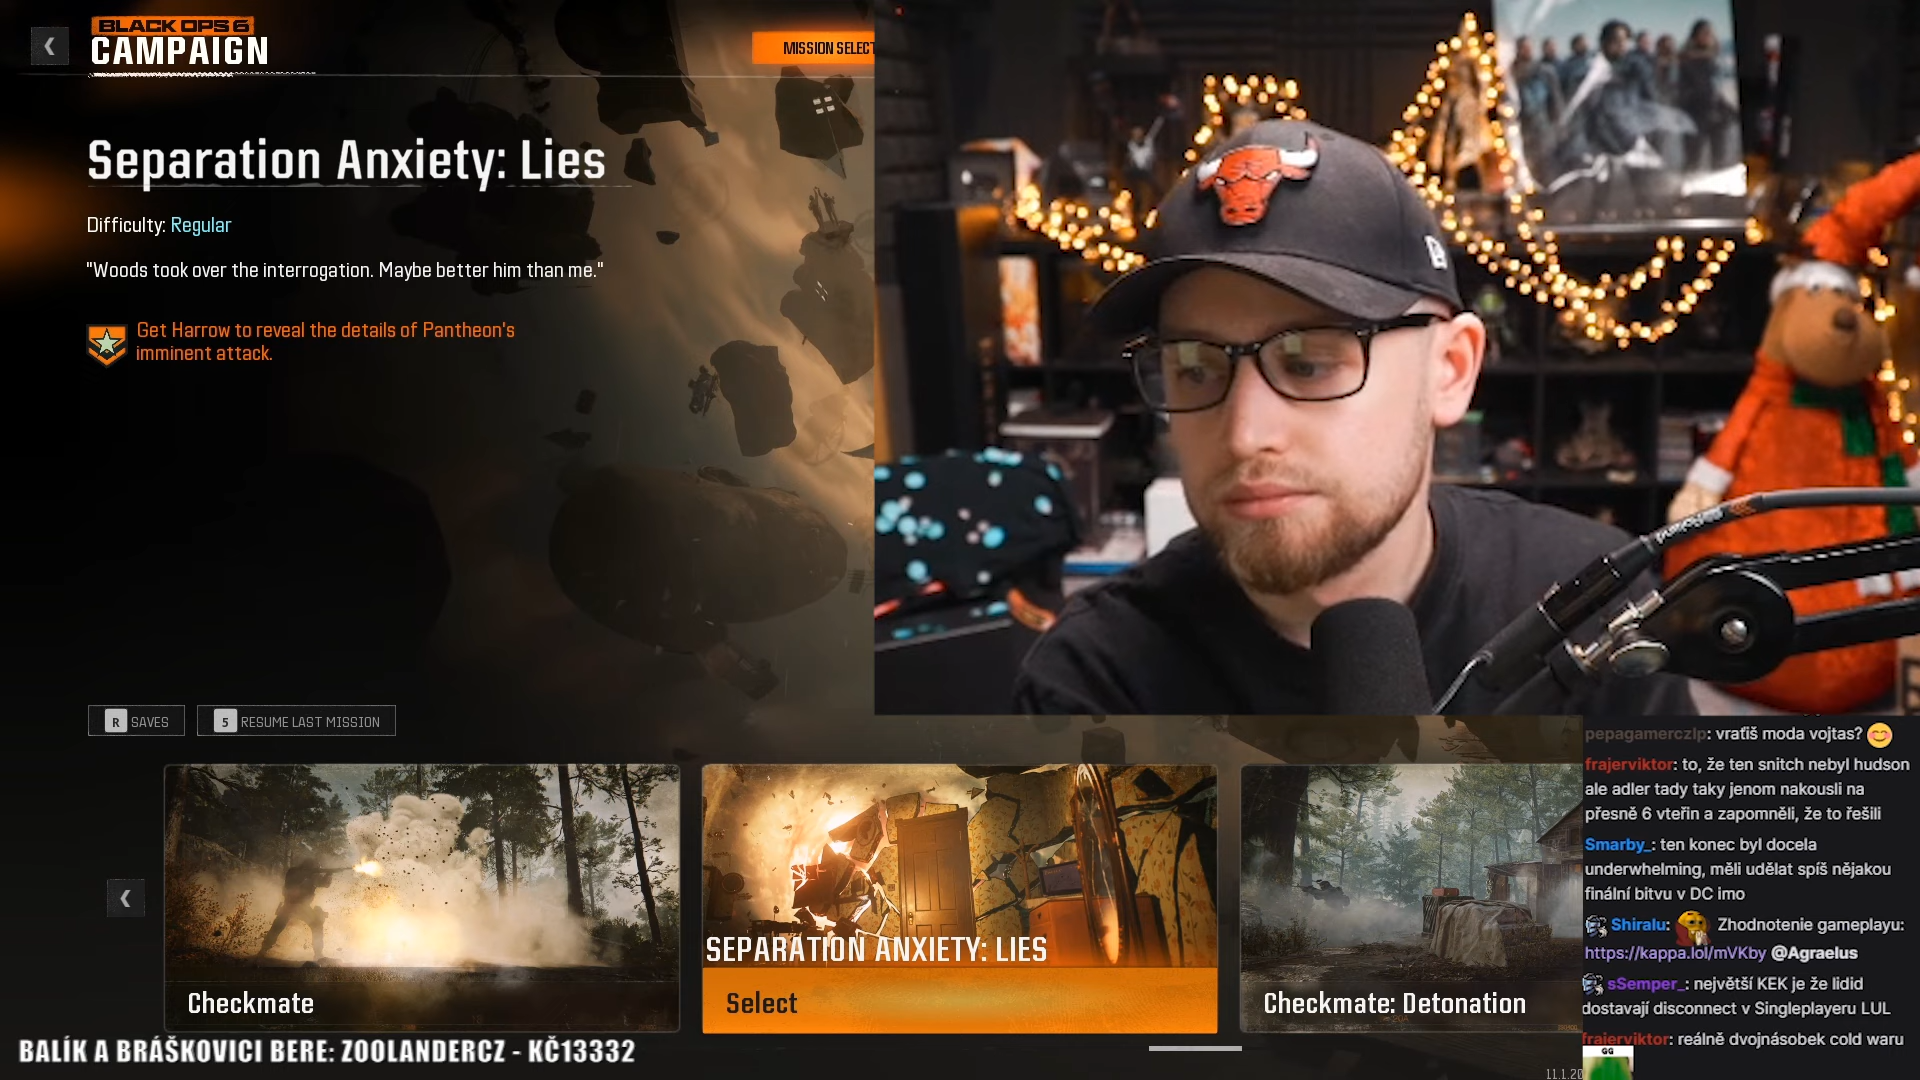 BLACK OPS 6
CAMPAIGN
MISSION SELECT
Separation Anxiety: Lies
Difficulty: Regular
"Woods took over the interrogation. Maybe better him than me."
Get Harrow to reveal the details of Pantheon's
imminent attack.
R SAVES
5 RESUME LAST MISSION
Checkmate
SEPARATION ANXIETY: LIES
Select
Checkmate: Detonation
pepagamerczlp: vraťiš moda vojtas?
frajerviktor: to, že ten snitch nebyl hudson
ale adler tady taky jenom nakousli na
přesně 6 vteřin a zapomněli, že to řešili
Smarby_: ten konec byl docela
underwhelming, měli udělat spíš nějakou
finální bitvu v DC imo
Shiralu: Zhodnotenie gameplayu:
https://kappa.lol/mVKby @Agraelus
sSemper_: největší KEK je že lidid
dostavají disconnect v Singleplayeru LUL
frajerviktor: reálně dvojnásobek cold waru
GG
BALÍK A BRÁŠKOVICI BERE: ZOOLANDERCZ - KČ13332
11.1.20